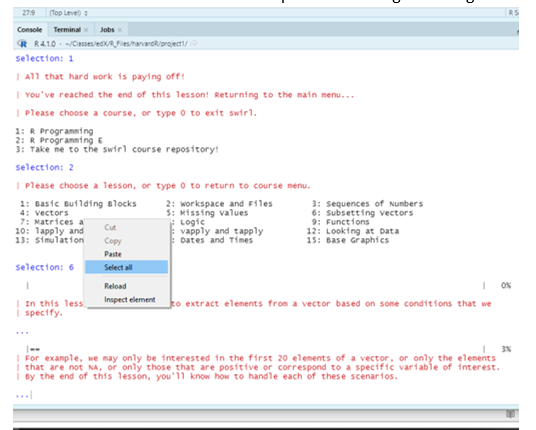 27:9 (Top Level)
R S
Console Terminal × Jobs ×
R 4.1.0 · ~/Classes/edX/R_Files/harvardR/project1/
Selection: 1
| All that hard work is paying off!
| You've reached the end of this lesson! Returning to the main menu...
| Please choose a course, or type 0 to exit swirl.
1: R Programming
2: R Programming E
3: Take me to the swirl course repository!
Selection: 2
| Please choose a lesson, or type 0 to return to course menu.
1: Basic Building Blocks 2: Workspace and Files 3: Sequences of Numbers
4: Vectors 5: Missing Values 6: Subsetting Vectors
7: Matrices a : Logic 9: Functions
10: lapply and : vapply and tapply 12: Looking at Data
13: Simulation : Dates and Times 15: Base Graphics
Cut
Copy
Paste
Select all
Reload
Inspect element
Selection: 6
| | 0%
| In this less to extract elements from a vector based on some conditions that we
| specify.
...
|== | 3%
| For example, we may only be interested in the first 20 elements of a vector, or only the elements
| that are not NA, or only those that are positive or correspond to a specific variable of interest.
| By the end of this lesson, you'll know how to handle each of these scenarios.
...|